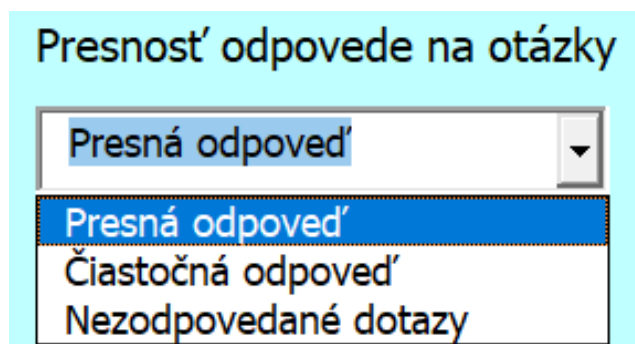 Presnosť odpovede na otázky
Presná odpoveď
Presná odpoveď
Čiastočná odpoveď
Nezodpovedané dotazy